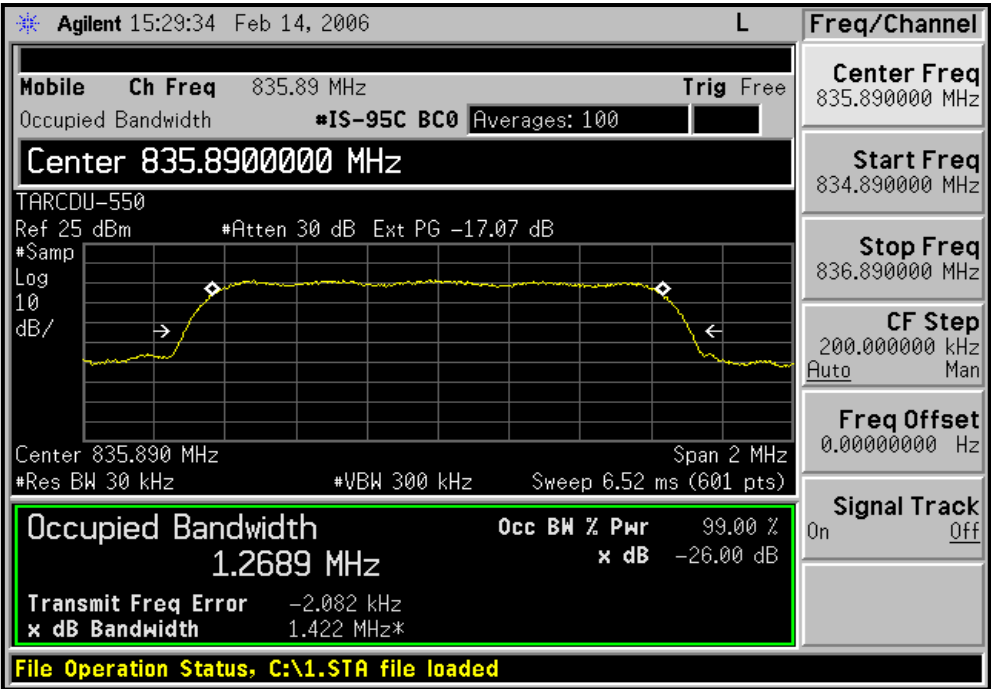 Agilent 15:29:34 Feb 14, 2006 L
Mobile Ch Freq 835.89 MHz Trig Free
Occupied Bandwidth #IS-95C BC0 Averages: 100
Center 835.8900000 MHz
TARCDU-550
Ref 25 dBm #Atten 30 dB Ext PG -17.07 dB
#Samp
Log
10
dB/
Center 835.890 MHz Span 2 MHz
#Res BW 30 kHz #VBW 300 kHz Sweep 6.52 ms (601 pts)
Occupied Bandwidth Occ BW % Pwr 99.00 %
1.2689 MHz x dB -26.00 dB
Transmit Freq Error -2.082 kHz
x dB Bandwidth 1.422 MHz*
File Operation Status, C:\1.STA file loaded
Freq/Channel
Center Freq
835.890000 MHz
Start Freq
834.890000 MHz
Stop Freq
836.890000 MHz
CF Step
200.000000 kHz
Auto Man
Freq Offset
0.00000000 Hz
Signal Track
On Off